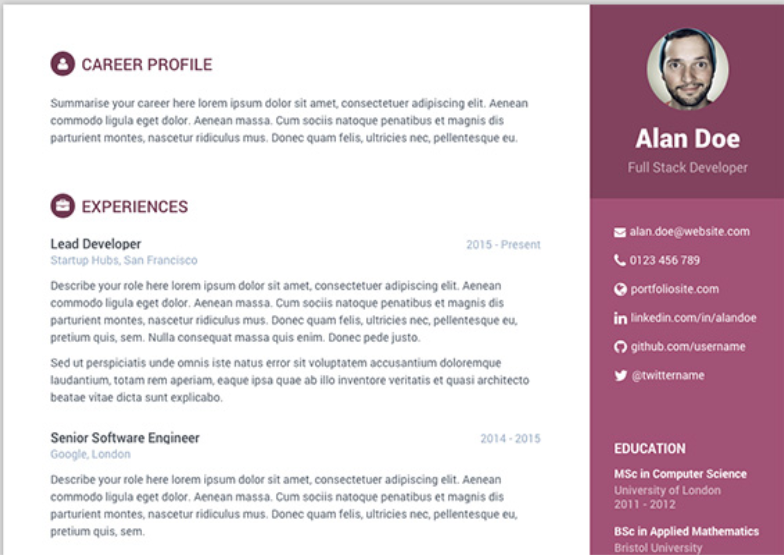 CAREER PROFILE
Summarise your career here lorem ipsum dolor sit amet, consectetuer adipiscing elit. Aenean
commodo ligula eget dolor. Aenean massa. Cum sociis natoque penatibus et magnis dis
parturient montes, nascetur ridiculus mus. Donec quam felis, ultricies nec, pellentesque eu.
EXPERIENCES
Lead Developer
2015 - Present
Startup Hubs, San Francisco
Describe your role here lorem ipsum dolor sit amet, consectetuer adipiscing elit. Aenean
commodo ligula eget dolor. Aenean massa. Cum sociis natoque penatibus et magnis dis
parturient montes, nascetur ridiculus mus. Donec quam felis, ultricies nec, pellentesque eu,
pretium quis, sem. Nulla consequat massa quis enim. Donec pede justo.
Sed ut perspiciatis unde omnis iste natus error sit voluptatem accusantium doloremque
laudantium, totam rem aperiam, eaque ipsa quae ab illo inventore veritatis et quasi architecto
beatae vitae dicta sunt explicabo.
Senior Software Engineer
2014 - 2015
Google, London
Describe your role here lorem ipsum dolor sit amet, consectetuer adipiscing elit. Aenean
commodo ligula eget dolor. Aenean massa. Cum sociis natoque penatibus et magnis dis
parturient montes, nascetur ridiculus mus. Donec quam felis, ultricies nec, pellentesque eu,
pretium quis, sem.
Alan Doe
Full Stack Developer
alan.doe@website.com
0123 456 789
portfoliosite.com
linkedin.com/in/alandoe
github.com/username
@twittername
EDUCATION
MSc in Computer Science
University of London
2011 - 2012
BSc in Applied Mathematics
Bristol University